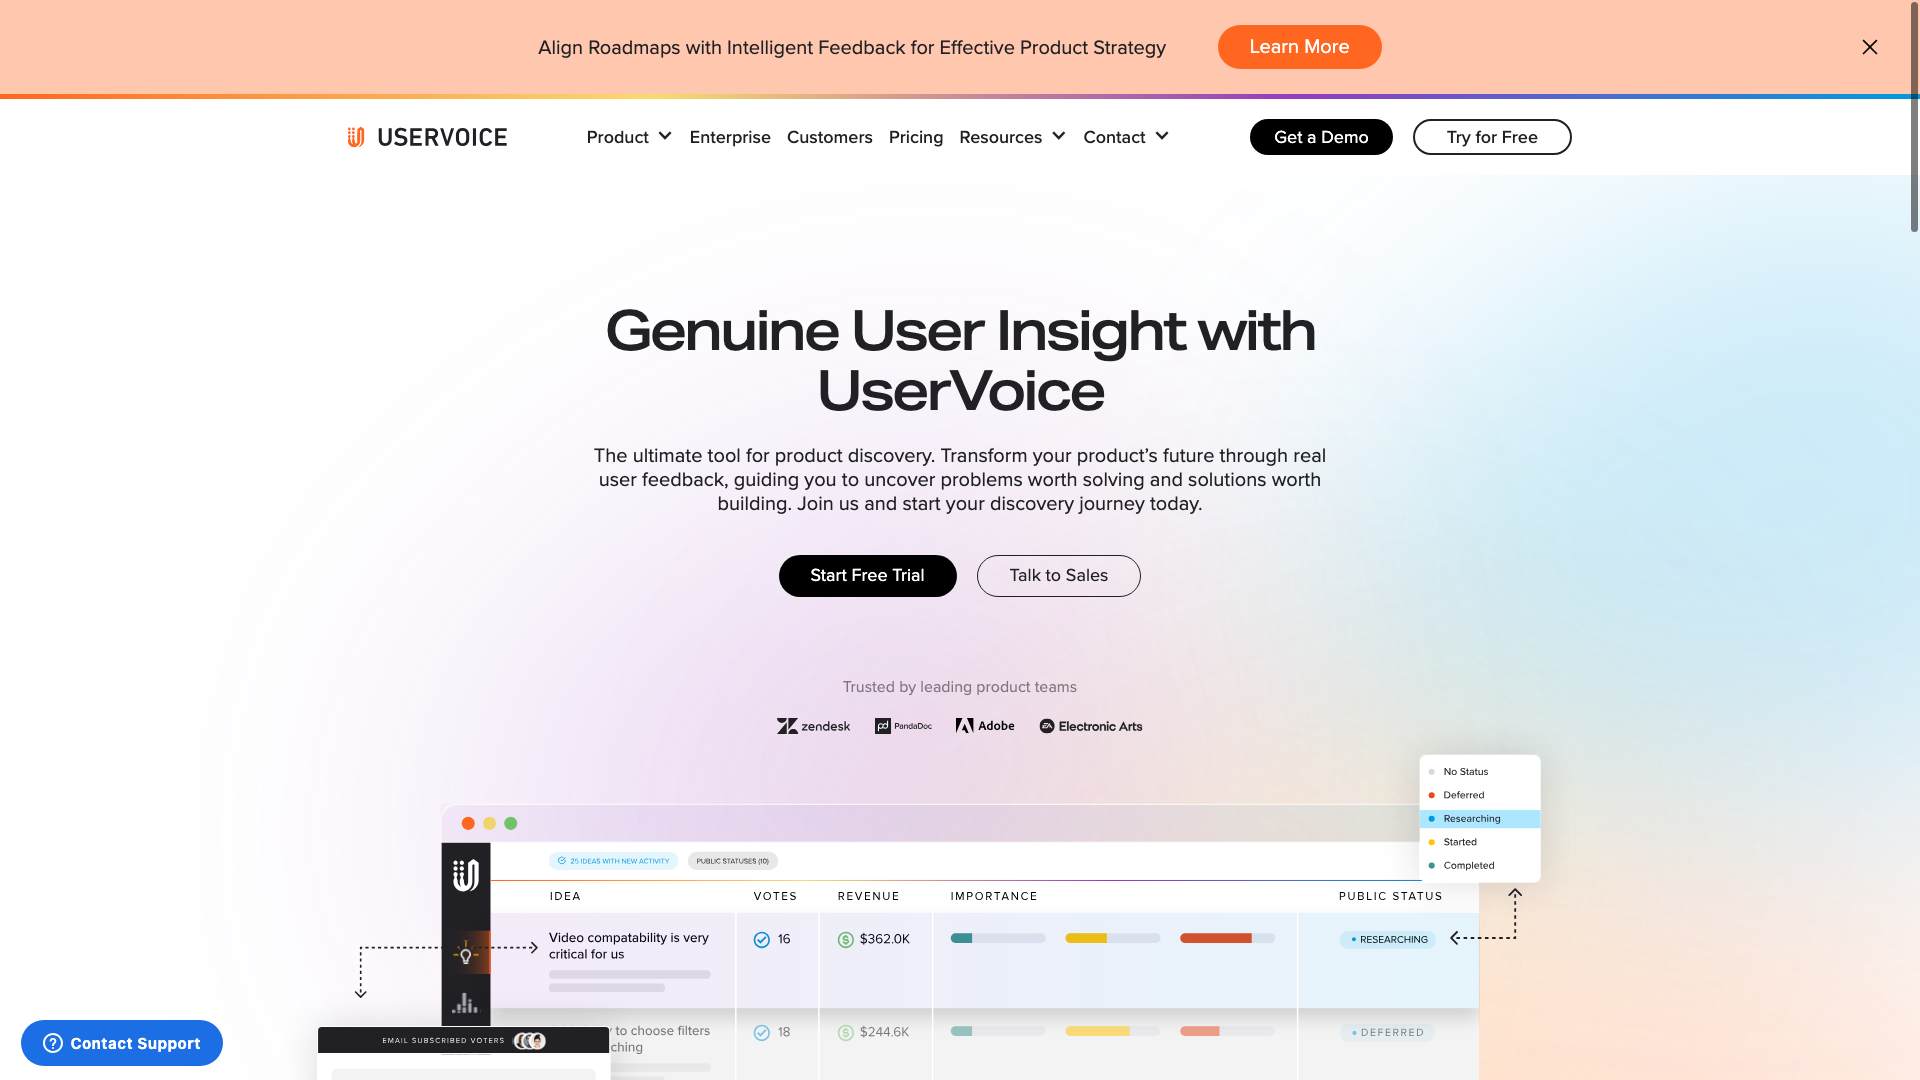 Align Roadmaps with Intelligent Feedback for Effective Product Strategy
Learn More
USERVOICE
Product
Enterprise
Customers
Pricing
Resources
Contact
Get a Demo
Try for Free
Genuine User Insight with
UserVoice
The ultimate tool for product discovery. Transform your product’s future through real
user feedback, guiding you to uncover problems worth solving and solutions worth
building. Join us and start your discovery journey today.
Start Free Trial
Talk to Sales
Trusted by leading product teams
zendesk
pd PandaDoc
Adobe
EA Electronic Arts
No Status
Deferred
Researching
Started
Completed
25 IDEAS WITH NEW ACTIVITY
PUBLIC STATUSES (10)
IDEA
VOTES
REVENUE
IMPORTANCE
PUBLIC STATUS
Video compatability is very
critical for us
16
$362.0K
RESEARCHING
y to choose filters
ching
18
$244.6K
DEFERRED
EMAIL SUBSCRIBED VOTERS
Contact Support